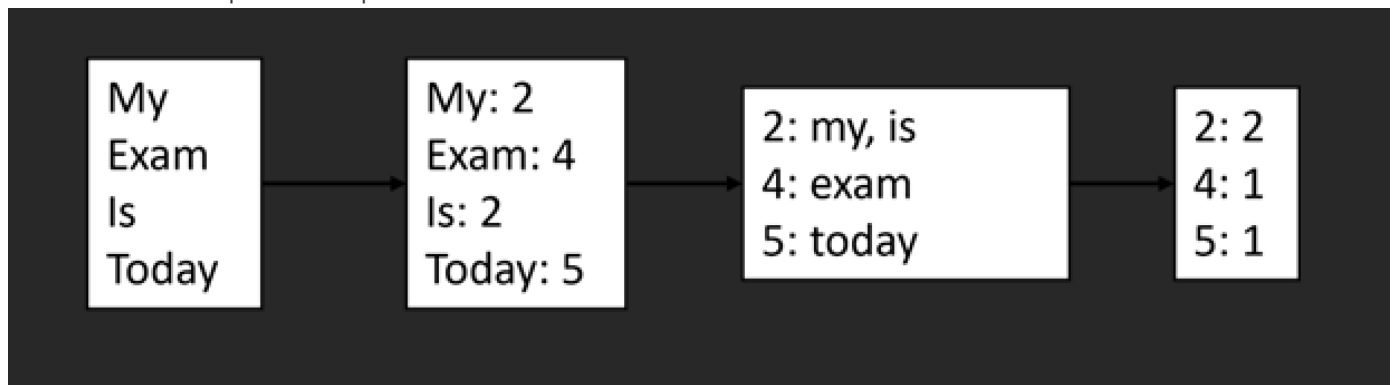 My
Exam
Is
Today
My: 2
Exam: 4
Is: 2
Today: 5
2: my, is
4: exam
5: today
2: 2
4: 1
5: 1